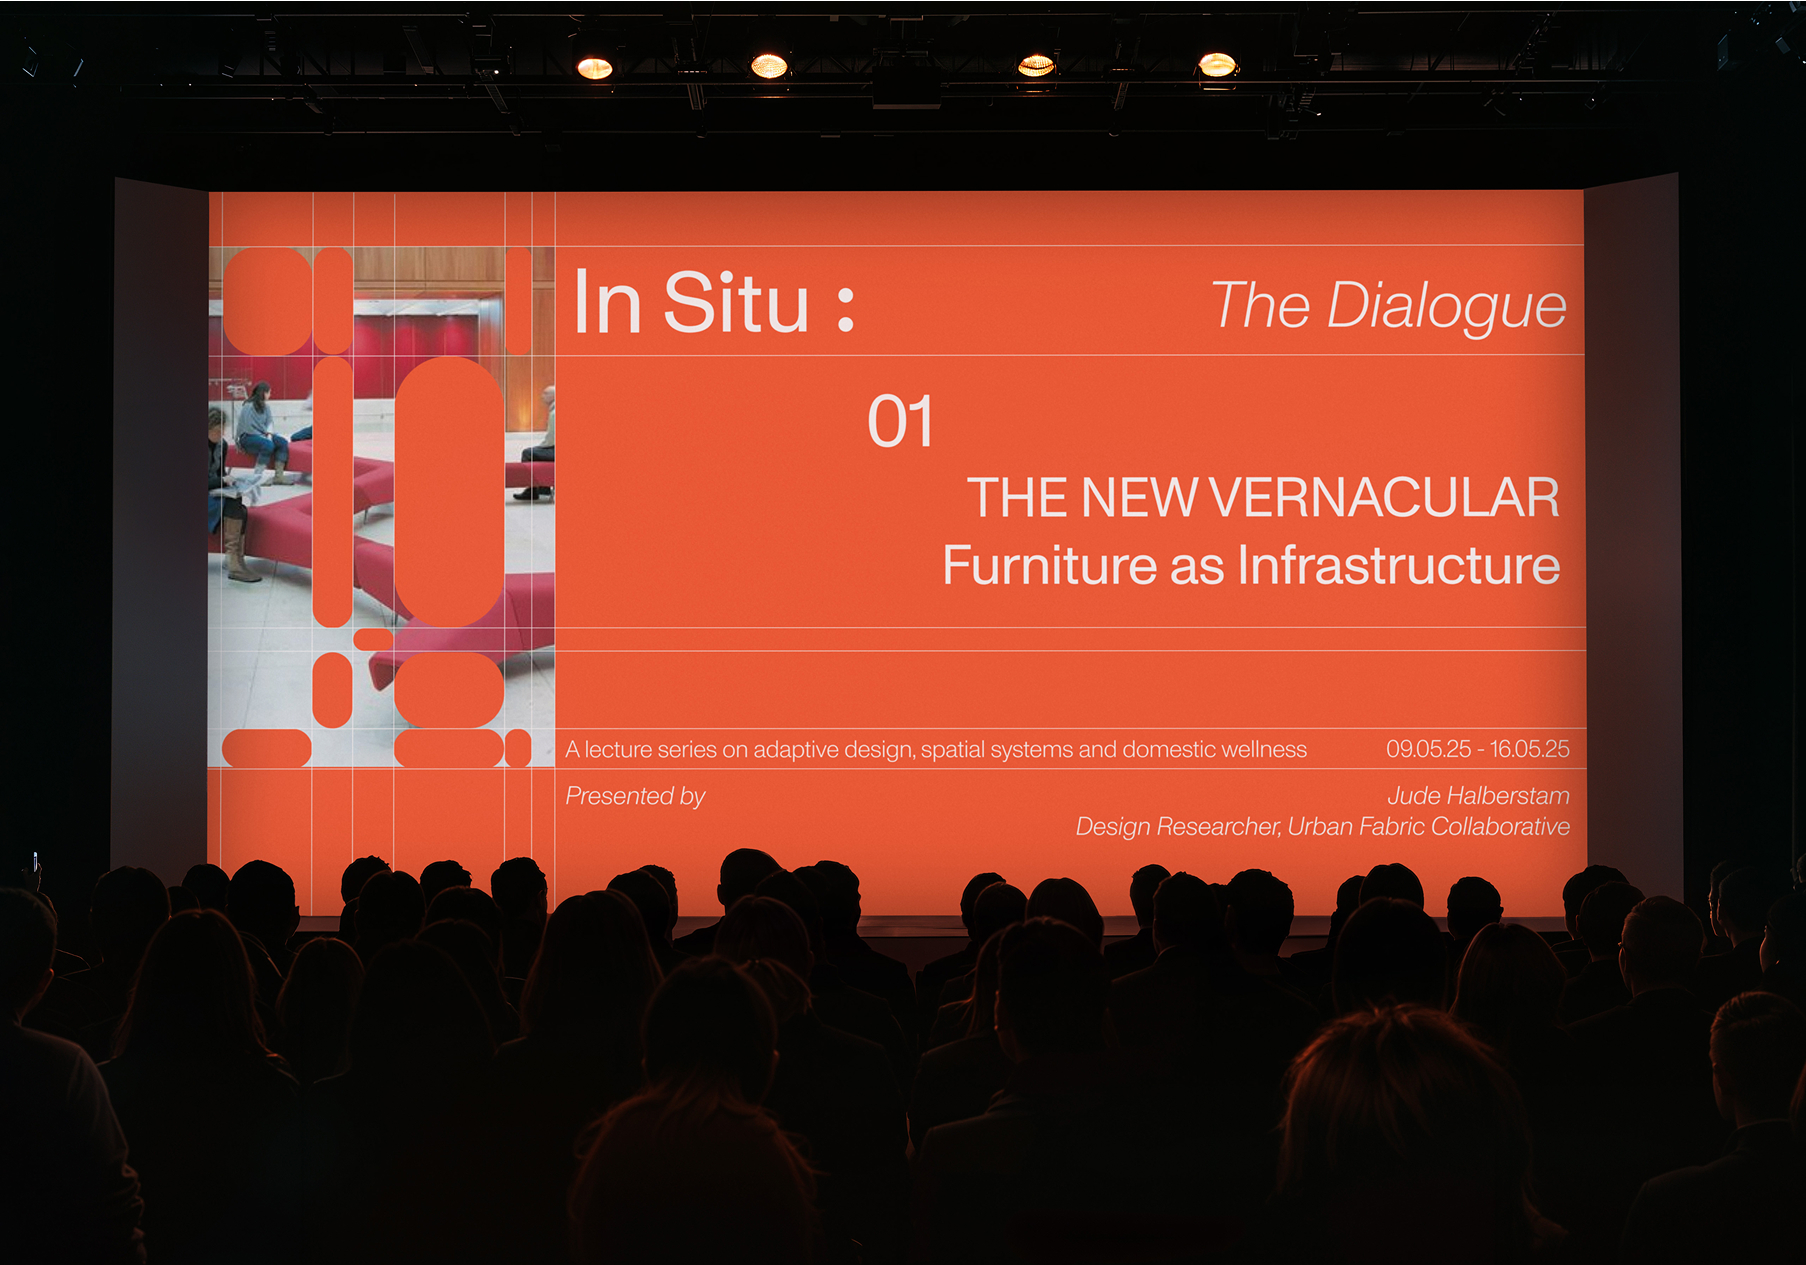 In Situ :
The Dialogue
01
THE NEW VERNACULAR
Furniture as Infrastructure
A lecture series on adaptive design, spatial systems and domestic wellness
09.05.25 - 16.05.25
Presented by
Jude Halberstam
Design Researcher, Urban Fabric Collaborative